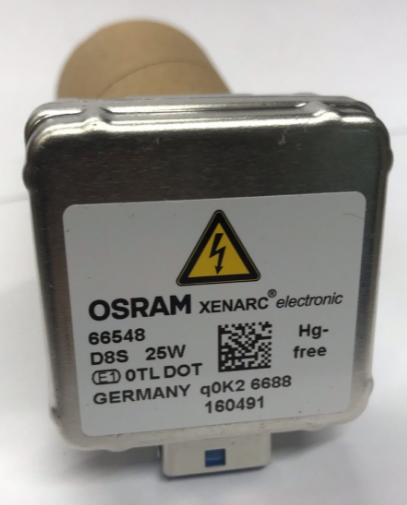 OSRAM XENARC® electronic
66548
Hg-
D8S 25W
free
E1 0TL DOT
GERMANY q0K2 6688
160491